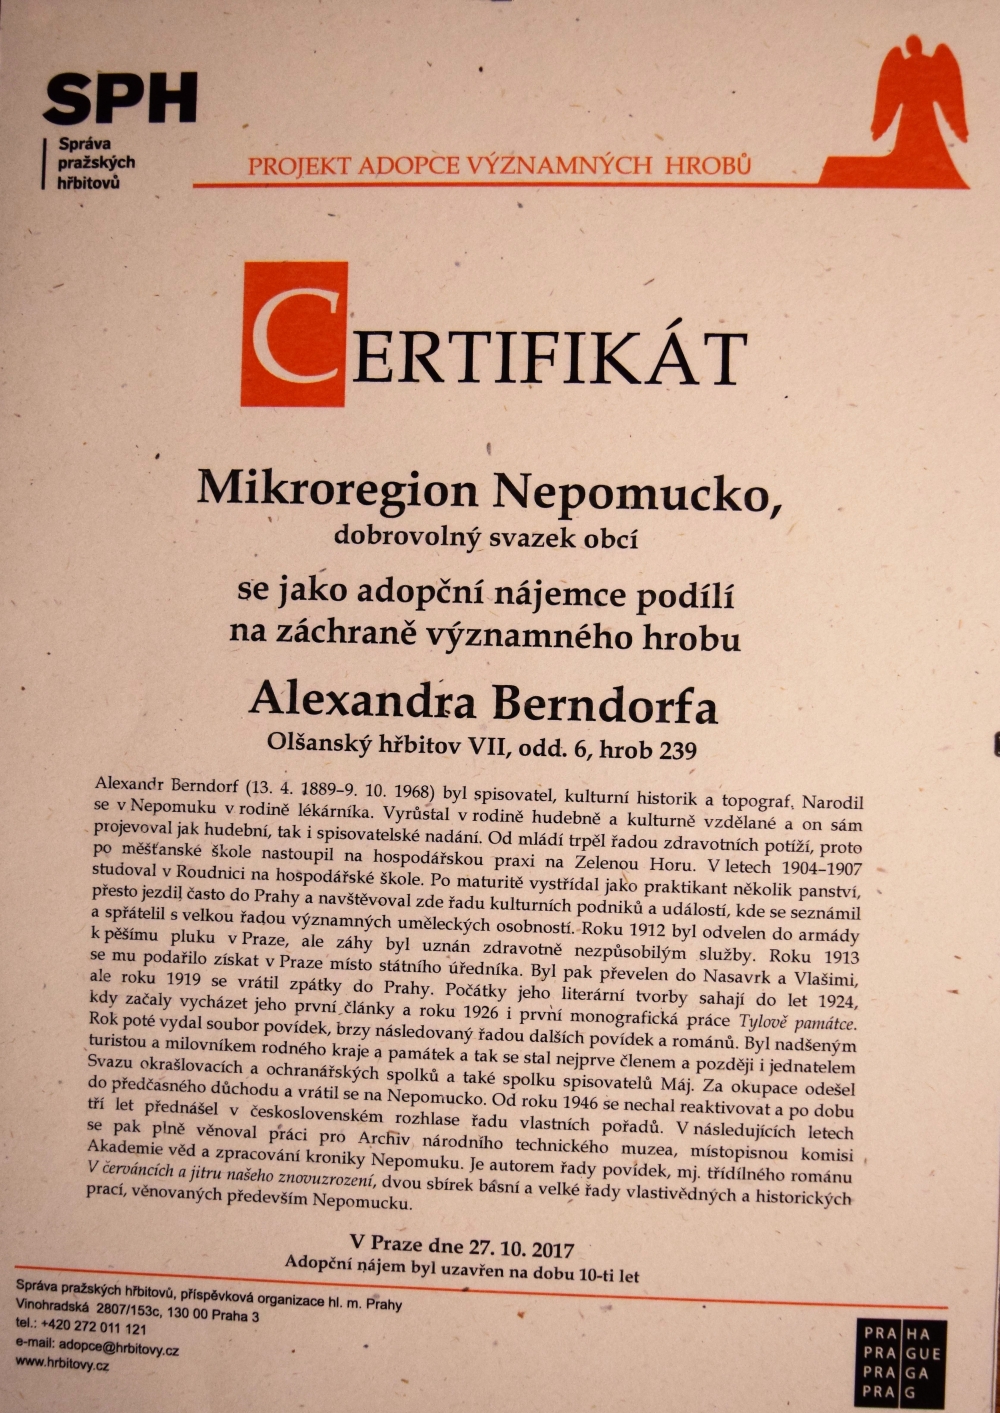 SPH
Správa
pražských
hřbitovů
PROJEKT ADOPCE VÝZNAMNÝCH HROBŮ
CERTIFIKÁT
Mikroregion Nepomucko,
dobrovolný svazek obcí
se jako adopční nájemce podílí
na záchraně významného hrobu
Alexandra Berndorfa
Olšanský hřbitov VII, odd. 6, hrob 239
Alexandr Berndorf (13. 4. 1889–9. 10. 1968) byl spisovatel, kulturní historik a topograf. Narodil
se v Nepomuku v rodině lékárníka. Vyrůstal v rodině hudebně a kulturně vzdělané a on sám
projevoval jak hudební, tak i spisovatelské nadání. Od mládí trpěl řadou zdravotních potíží, proto
po měšťanské škole nastoupil na hospodářskou praxi na Zelenou Horu. V letech 1904–1907
studoval v Roudnici na hospodářské škole. Po maturitě vystřídal jako praktikant několik panství,
přesto jezdil často do Prahy a navštěvoval zde řadu kulturních podniků a událostí, kde se seznámil
a spřátelil s velkou řadou významných uměleckých osobností. Roku 1912 byl odvelen do armády
k pěšímu pluku v Praze, ale záhy byl uznán zdravotně nezpůsobilým služby. Roku 1913
se mu podařilo získat v Praze místo státního úředníka. Byl pak převelen do Nasavrk a Vlašimi,
ale roku 1919 se vrátil zpátky do Prahy. Počátky jeho literární tvorby sahají do let 1924,
kdy začaly vycházet jeho první články a roku 1926 i první monografická práce Tylově památce.
Rok poté vydal soubor povídek, brzy následovaný řadou dalších povídek a románů. Byl nadšeným
turistou a milovníkem rodného kraje a památek a tak se stal nejprve členem a později i jednatelem
Svazu okrašlovacích a ochranářských spolků a také spolku spisovatelů Máj. Za okupace odešel
do předčasného důchodu a vrátil se na Nepomucko. Od roku 1946 se nechal reaktivovat a po dobu
tří let přednášel v československém rozhlase řadu vlastních pořadů. V následujících letech
se pak plně věnoval práci pro Archiv národního technického muzea, místopisnou komisi
Akademie věd a zpracování kroniky Nepomuku. Je autorem řady povídek, mj. třídílného románu
V červáncích a jitru našeho znovuzrození, dvou sbírek básní a velké řady vlastivědných a historických
prací, věnovaných především Nepomucku.
V Praze dne 27. 10. 2017
Adopční nájem byl uzavřen na dobu 10-ti let
Správa pražských hřbitovů, příspěvková organizace hl. m. Prahy
Vinohradská 2807/153c, 130 00 Praha 3
tel.: +420 272 011 121
e-mail: adopce@hrbitovy.cz
www.hrbitovy.cz
PRA HA
PRA GUE
PRA GA
PRA G